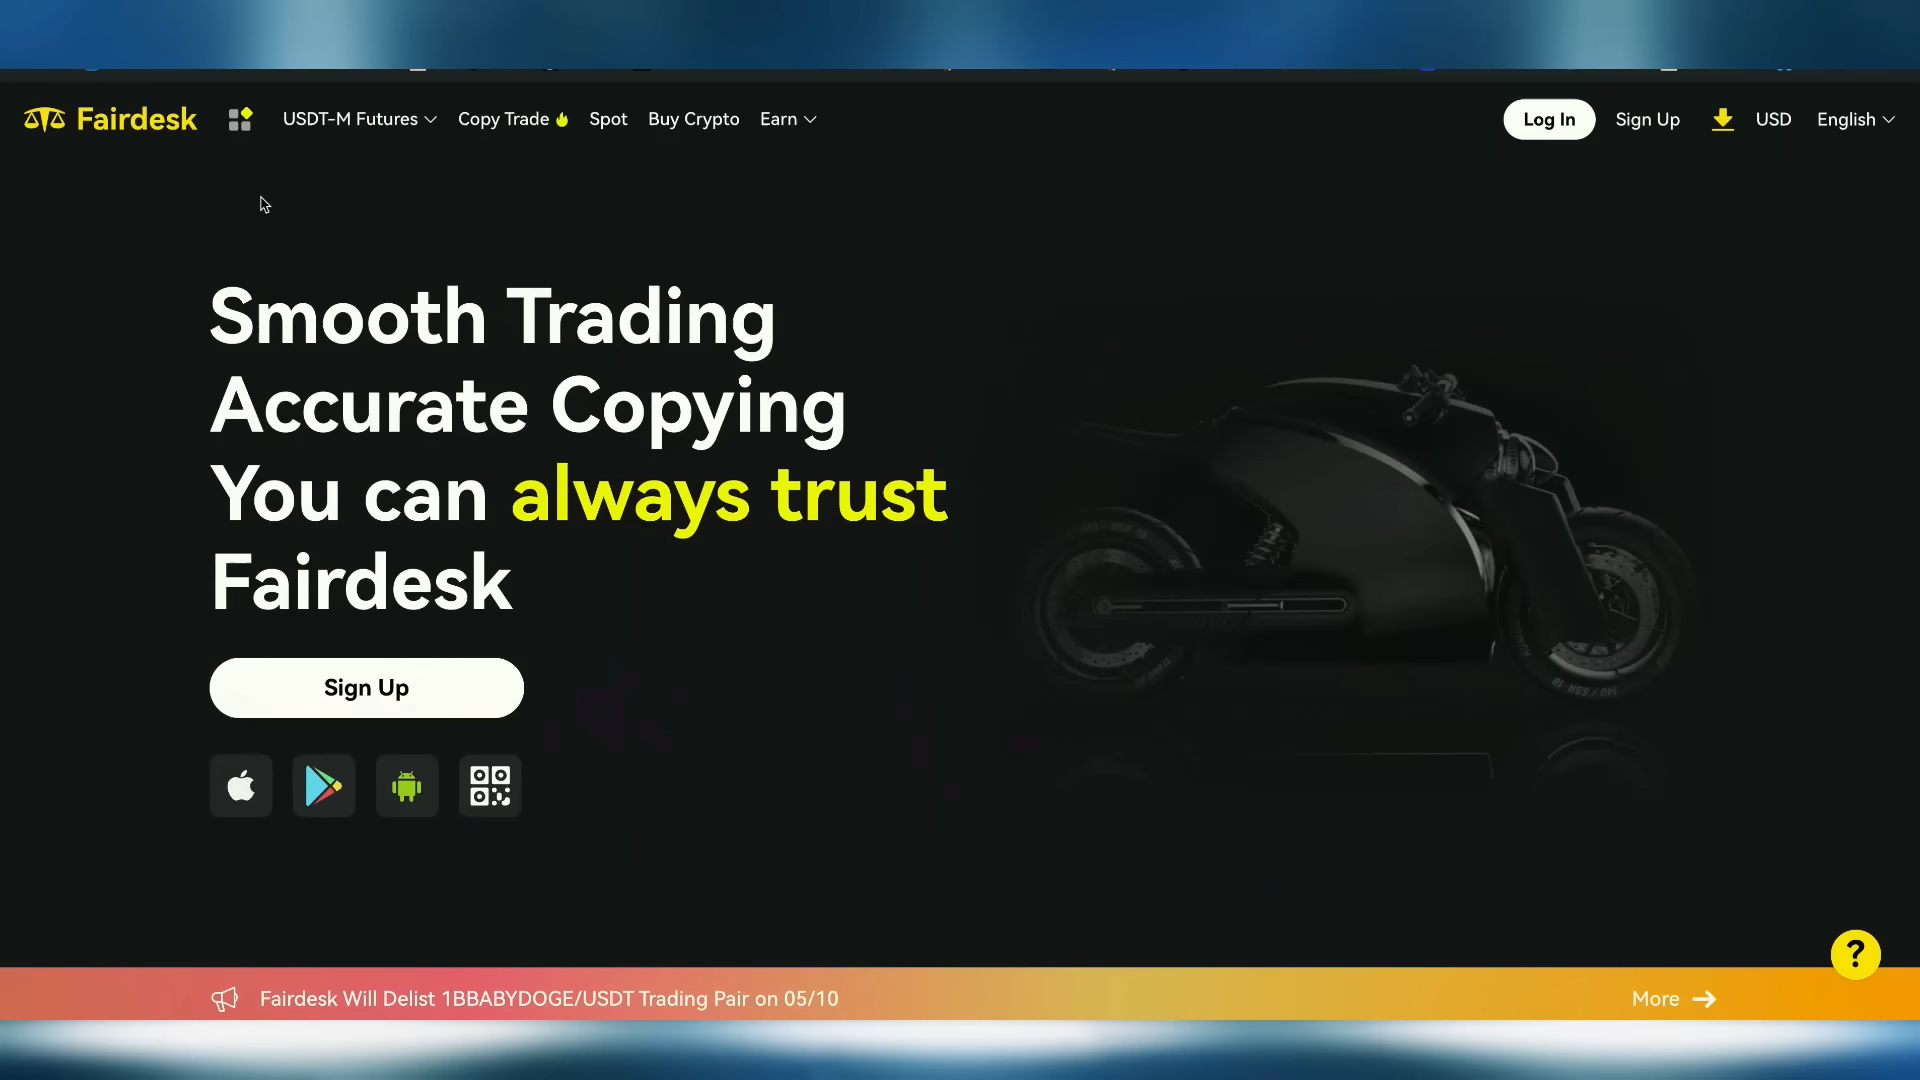 Fairdesk USDT-M Futures Copy Trade Spot Buy Crypto Earn Log In Sign Up USD English
Smooth Trading
Accurate Copying
You can always trust
Fairdesk
Sign Up
?
Fairdesk Will Delist 1BBABYDOGE/USDT Trading Pair on 05/10 More